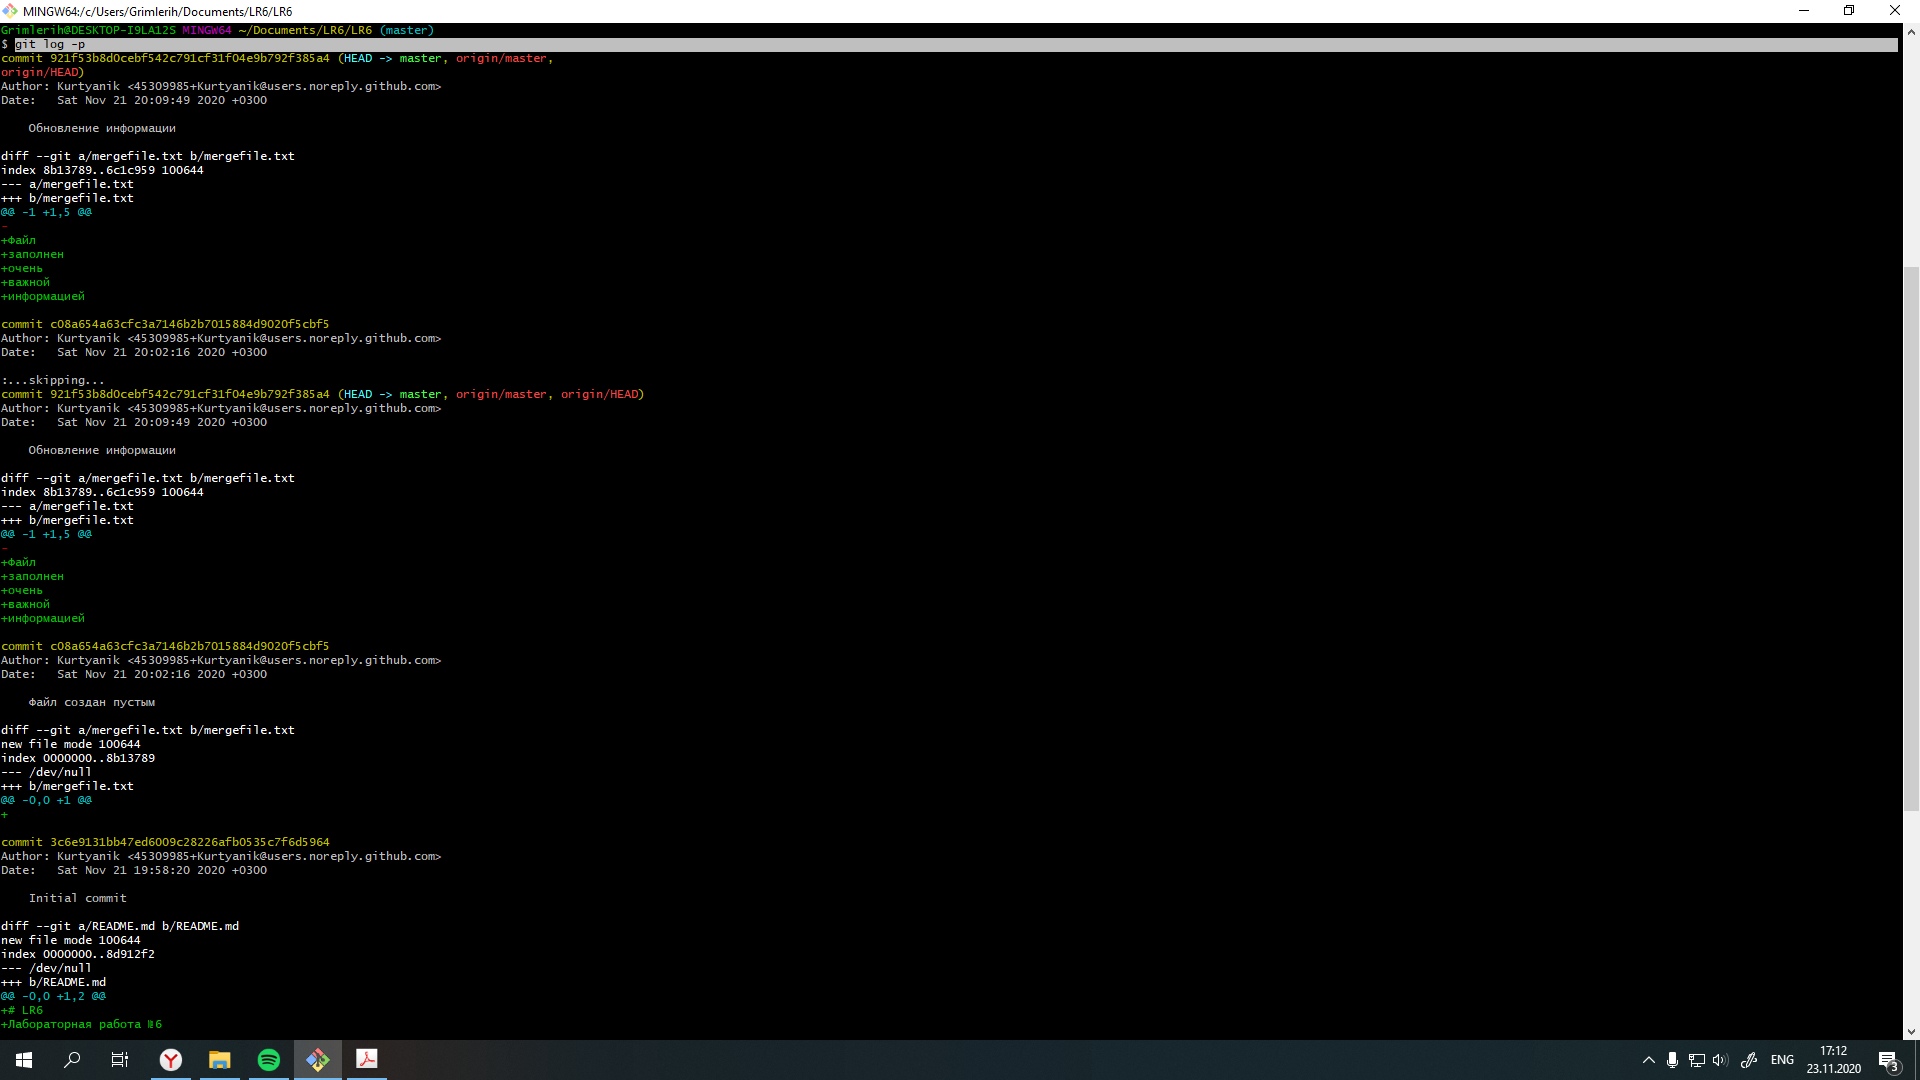 MINGW64:/c/Users/Grimlerih/Documents/LR6/LR6
Grimlerih@DESKTOP-I9LA12S MINGW64 ~/Documents/LR6/LR6 (master)
$ git log -p
commit 921f53b8d0cebf542c791cf31f04e9b792f385a4 (HEAD -> master, origin/master,
origin/HEAD)
Author: Kurtyanik <45309985+Kurtyanik@users.noreply.github.com>
Date:   Sat Nov 21 20:09:49 2020 +0300
Обновление информации
diff --git a/mergefile.txt b/mergefile.txt
index 8b13789..6c1c959 100644
--- a/mergefile.txt
+++ b/mergefile.txt
@@ -1 +1,5 @@
-
+Файл
+заполнен
+очень
+важной
+информацией
commit c08a654a63cfc3a7146b2b7015884d9020f5cbf5
Author: Kurtyanik <45309985+Kurtyanik@users.noreply.github.com>
Date:   Sat Nov 21 20:02:16 2020 +0300
:...skipping...
commit 921f53b8d0cebf542c791cf31f04e9b792f385a4 (HEAD -> master, origin/master, origin/HEAD)
Author: Kurtyanik <45309985+Kurtyanik@users.noreply.github.com>
Date:   Sat Nov 21 20:09:49 2020 +0300
Обновление информации
diff --git a/mergefile.txt b/mergefile.txt
index 8b13789..6c1c959 100644
--- a/mergefile.txt
+++ b/mergefile.txt
@@ -1 +1,5 @@
-
+Файл
+заполнен
+очень
+важной
+информацией
commit c08a654a63cfc3a7146b2b7015884d9020f5cbf5
Author: Kurtyanik <45309985+Kurtyanik@users.noreply.github.com>
Date:   Sat Nov 21 20:02:16 2020 +0300
Файл создан пустым
diff --git a/mergefile.txt b/mergefile.txt
new file mode 100644
index 0000000..8b13789
--- /dev/null
+++ b/mergefile.txt
@@ -0,0 +1 @@
+
commit 3c6e9131bb47ed6009c28226afb0535c7f6d5964
Author: Kurtyanik <45309985+Kurtyanik@users.noreply.github.com>
Date:   Sat Nov 21 19:58:20 2020 +0300
Initial commit
diff --git a/README.md b/README.md
new file mode 100644
index 0000000..8d912f2
--- /dev/null
+++ b/README.md
@@ -0,0 +1,2 @@
+# LR6
+Лабораторная работа №6
ENG
17:12
23.11.2020
3